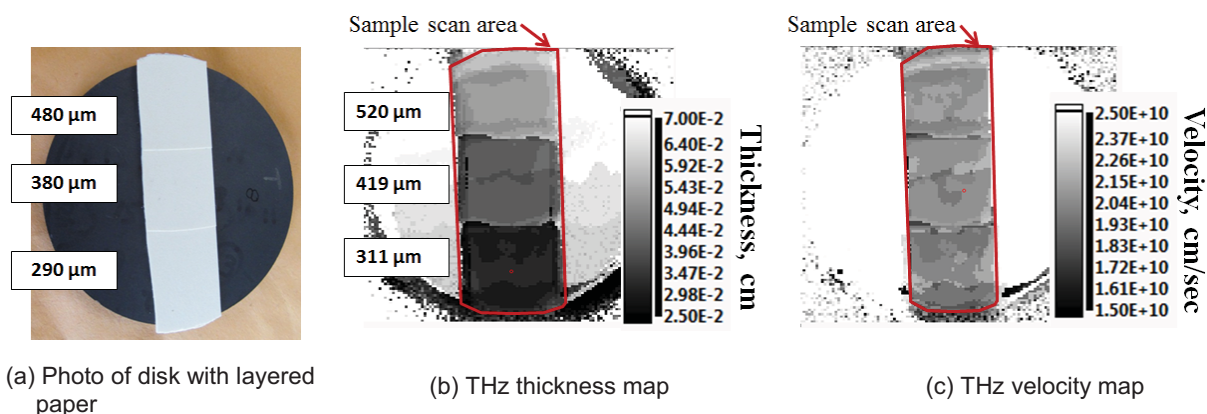 480 µm
380 µm
290 µm
8
(a) Photo of disk with layered
paper
Sample scan area
520 µm
419 µm
311 µm
7.00E-2
6.40E-2
5.92E-2
5.43E-2
4.94E-2
4.44E-2
3.96E-2
3.47E-2
2.98E-2
2.50E-2
Thickness, cm
(b) THz thickness map
Sample scan area
2.50E+10
2.37E+10
2.26E+10
2.15E+10
2.04E+10
1.93E+10
1.82E+10
1.72E+10
1.61E+10
1.50E+10
Velocity, cm/sec
(c) THz velocity map